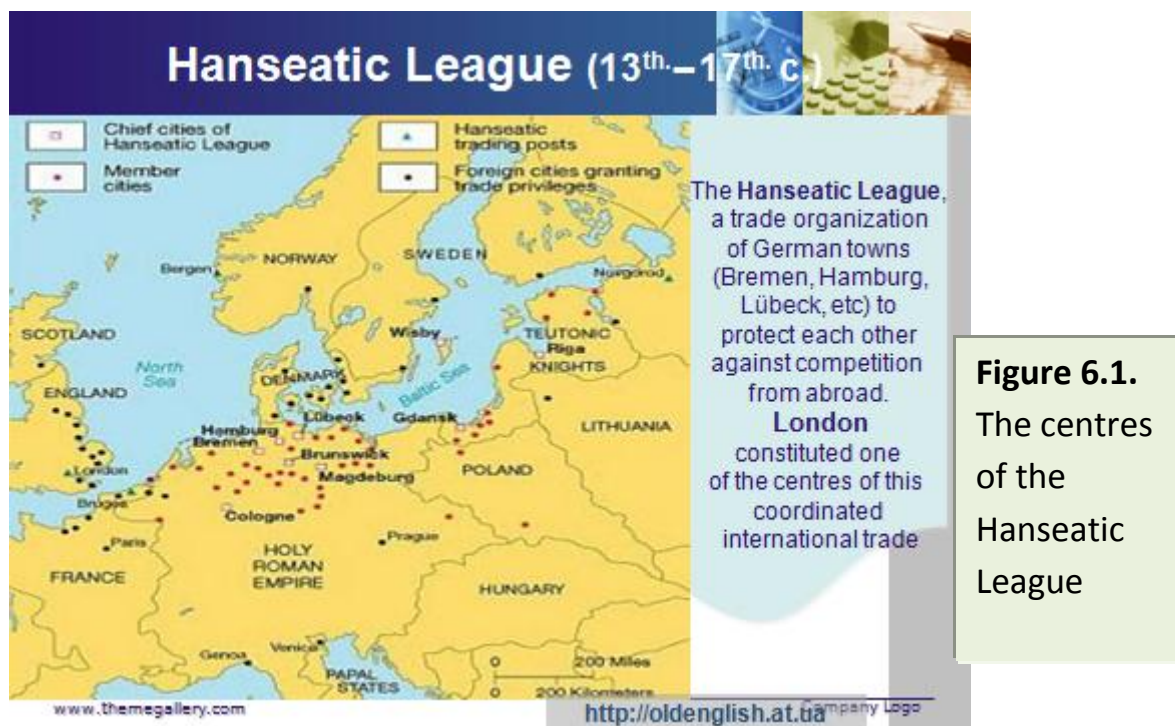 Hanseatic League (13th.–17th. c.)
Chief cities of
Hanseatic League
Member
cities
Hanseatic
trading posts
Foreign cities granting
trade privileges
NORWAY
SWEDEN
Bergen
Novgorod
SCOTLAND
North
Sea
Wisby
TEUTONIC
Riga
KNIGHTS
DENMARK
Baltic Sea
ENGLAND
Lübeck
Gdansk
LITHUANIA
Hamburg
Bremen
Brunswick
POLAND
London
Magdeburg
Bruges
Cologne
Paris
Prague
HOLY
ROMAN
EMPIRE
FRANCE
HUNGARY
Genoa
Venice
PAPAL
STATES
0 200 Miles
0 200 Kilometers
The Hanseatic League,
a trade organization
of German towns
(Bremen, Hamburg,
Lübeck, etc) to
protect each other
against competition
from abroad.
London
constituted one
of the centres of this
coordinated
international trade
www.themegallery.com
http://oldenglish.at.ua
Company Logo
Figure 6.1.
The centres
of the
Hanseatic
League